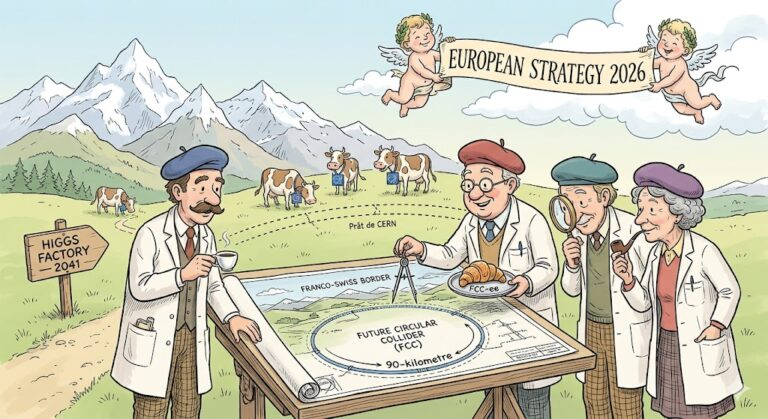 EUROPEAN STRATEGY 2026
HIGGS
FACTORY
2041
Prât de CERN
FRANCO-SWISS BORDER
FCC-ee
FUTURE CIRCULAR
COLLIDER
(FCC)
90-kilometre